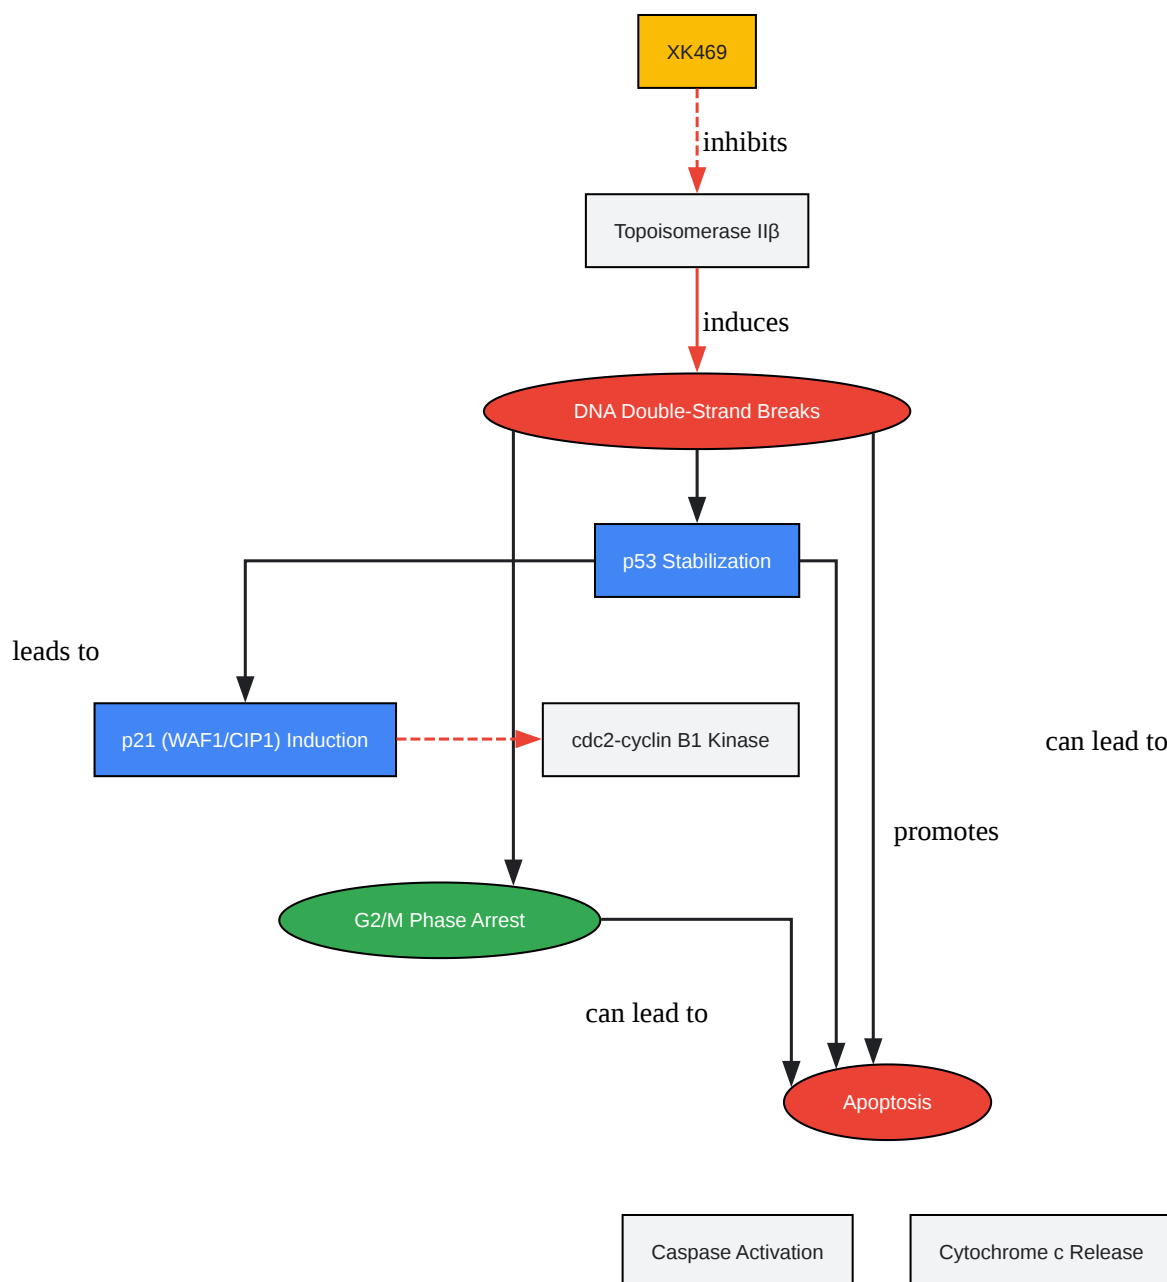 XK469
inhibits
Topoisomerase IIβ
induces
DNA Double-Strand Breaks
p53 Stabilization
leads to
p21 (WAF1/CIP1) Induction
cdc2-cyclin B1 Kinase
can lead to
promotes
G2/M Phase Arrest
can lead to
Apoptosis
Caspase Activation
Cytochrome c Release